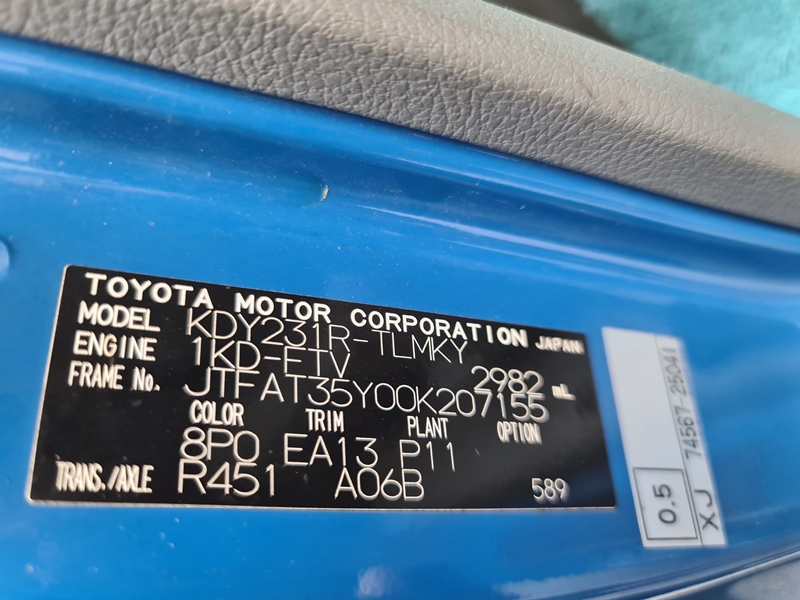 TOYOTA MOTOR CORPORATION JAPAN
MODEL KDY231R-TLMKY
ENGINE 1KD-FTV 2982 mL
FRAME No. JTFAT35Y00K207155
COLOR TRIM PLANT OPTION
8P0 EA13 P11
TRANS./AXLE R451 A06B 589
74567-25041
0.5 XJ